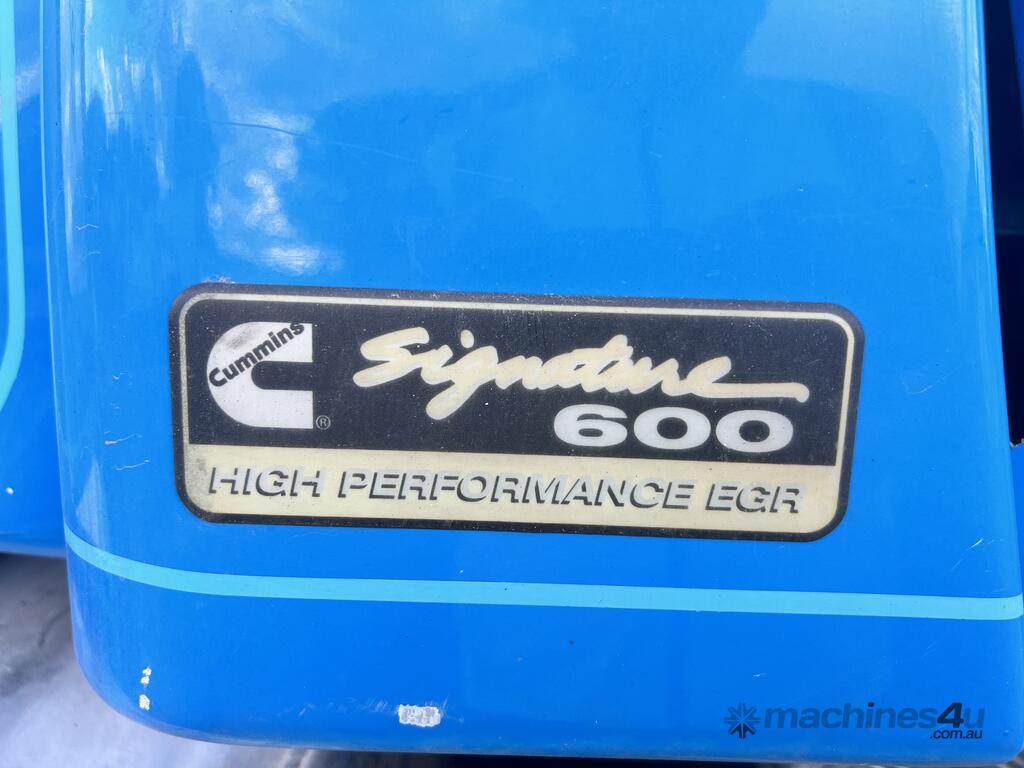 Cummins
®
Signature
600
HIGH PERFORMANCE EGR
machines4u
.com.au